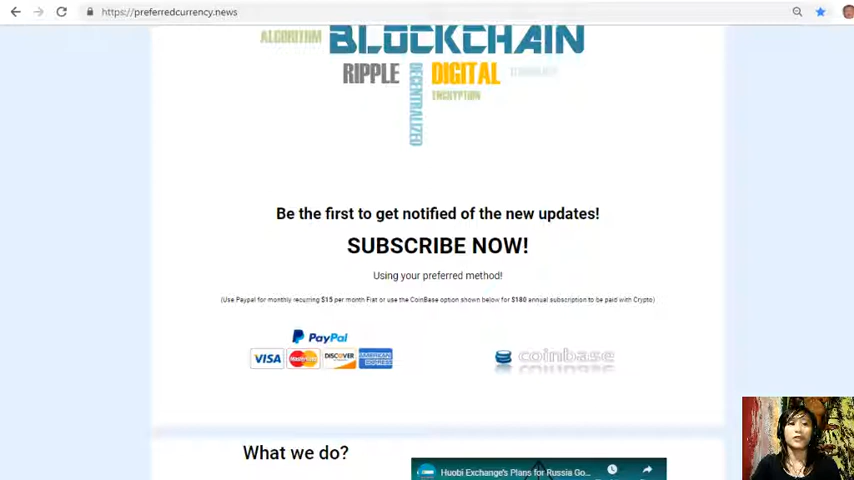 https://preferredcurrency.news
ALGORITHM
BLOCKCHAIN
RIPPLE
DIGITAL
DECENTRALIZED
ENCRYPTION
Be the first to get notified of the new updates!
SUBSCRIBE NOW!
Using your preferred method!
(Use Paypal for monthly recurring $15 per month Fiat or use the CoinBase option shown below for $180 annual subscription to be paid with Crypto)
PayPal
VISA
MasterCard
DISCOVER
AMERICAN EXPRESS
coinbase
What we do?
Huobi Exchange's Plans for Russia Go...